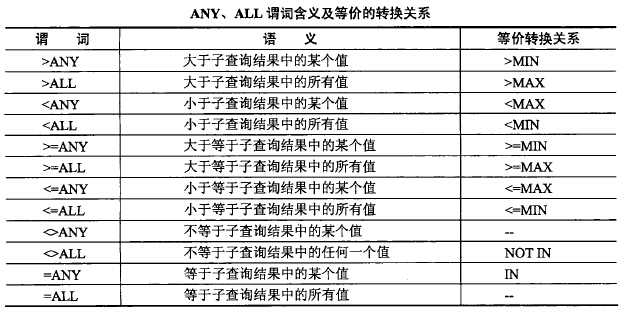 ANY、ALL 谓词含义及等价的转换关系
谓 词 语 义 等价转换关系
>ANY 大于子查询结果中的某个值 >MIN
>ALL 大于子查询结果中的所有值 >MAX
<ANY 小于子查询结果中的某个值 <MAX
<ALL 小于子查询结果中的所有值 <MIN
>=ANY 大于等于子查询结果中的某个值 >=MIN
>=ALL 大于等于子查询结果中的所有值 >=MAX
<=ANY 小于等于子查询结果中的某个值 <=MAX
<=ALL 小于等于子查询结果中的所有值 <=MIN
<>ANY 不等于子查询结果中的某个值 --
<>ALL 不等于子查询结果中的任何一个值 NOT IN
=ANY 等于子查询结果中的某个值 IN
=ALL 等于子查询结果中的所有值 --